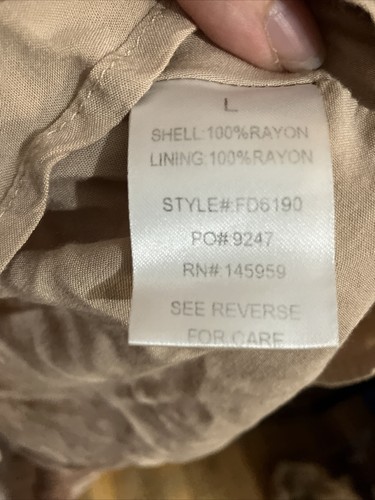 L
SHELL:100%RAYON
LINING:100%RAYON
STYLE#:FD6190
PO# 9247
RN#:145959
SEE REVERSE
FOR CARE